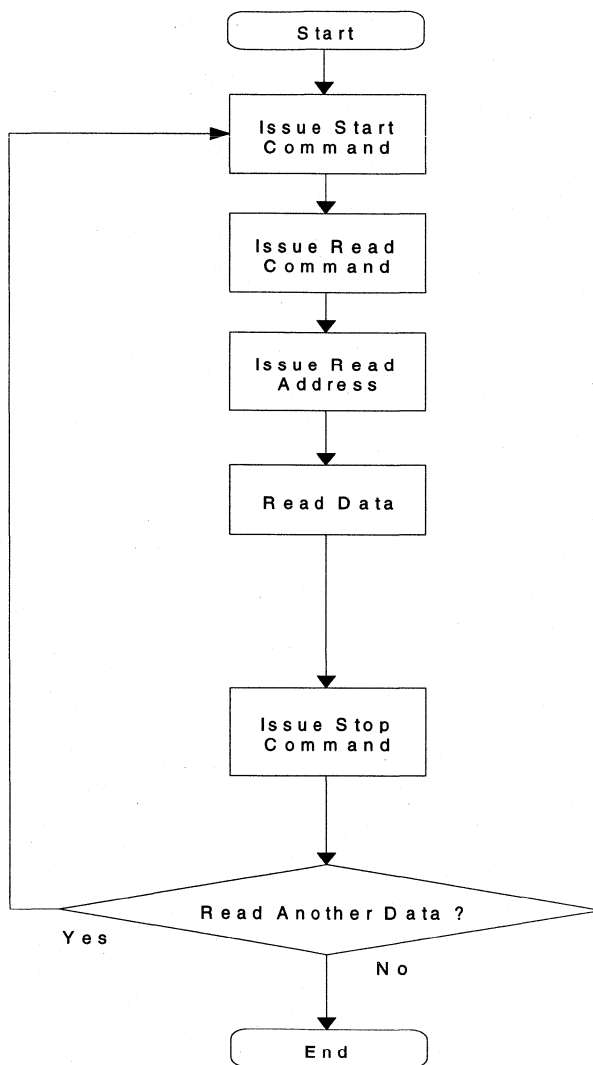 Start
Issue Start
Command
Issue Read
Command
Issue Read
Address
Read Data
Issue Stop
Command
Read Another Data ?
Yes
No
End